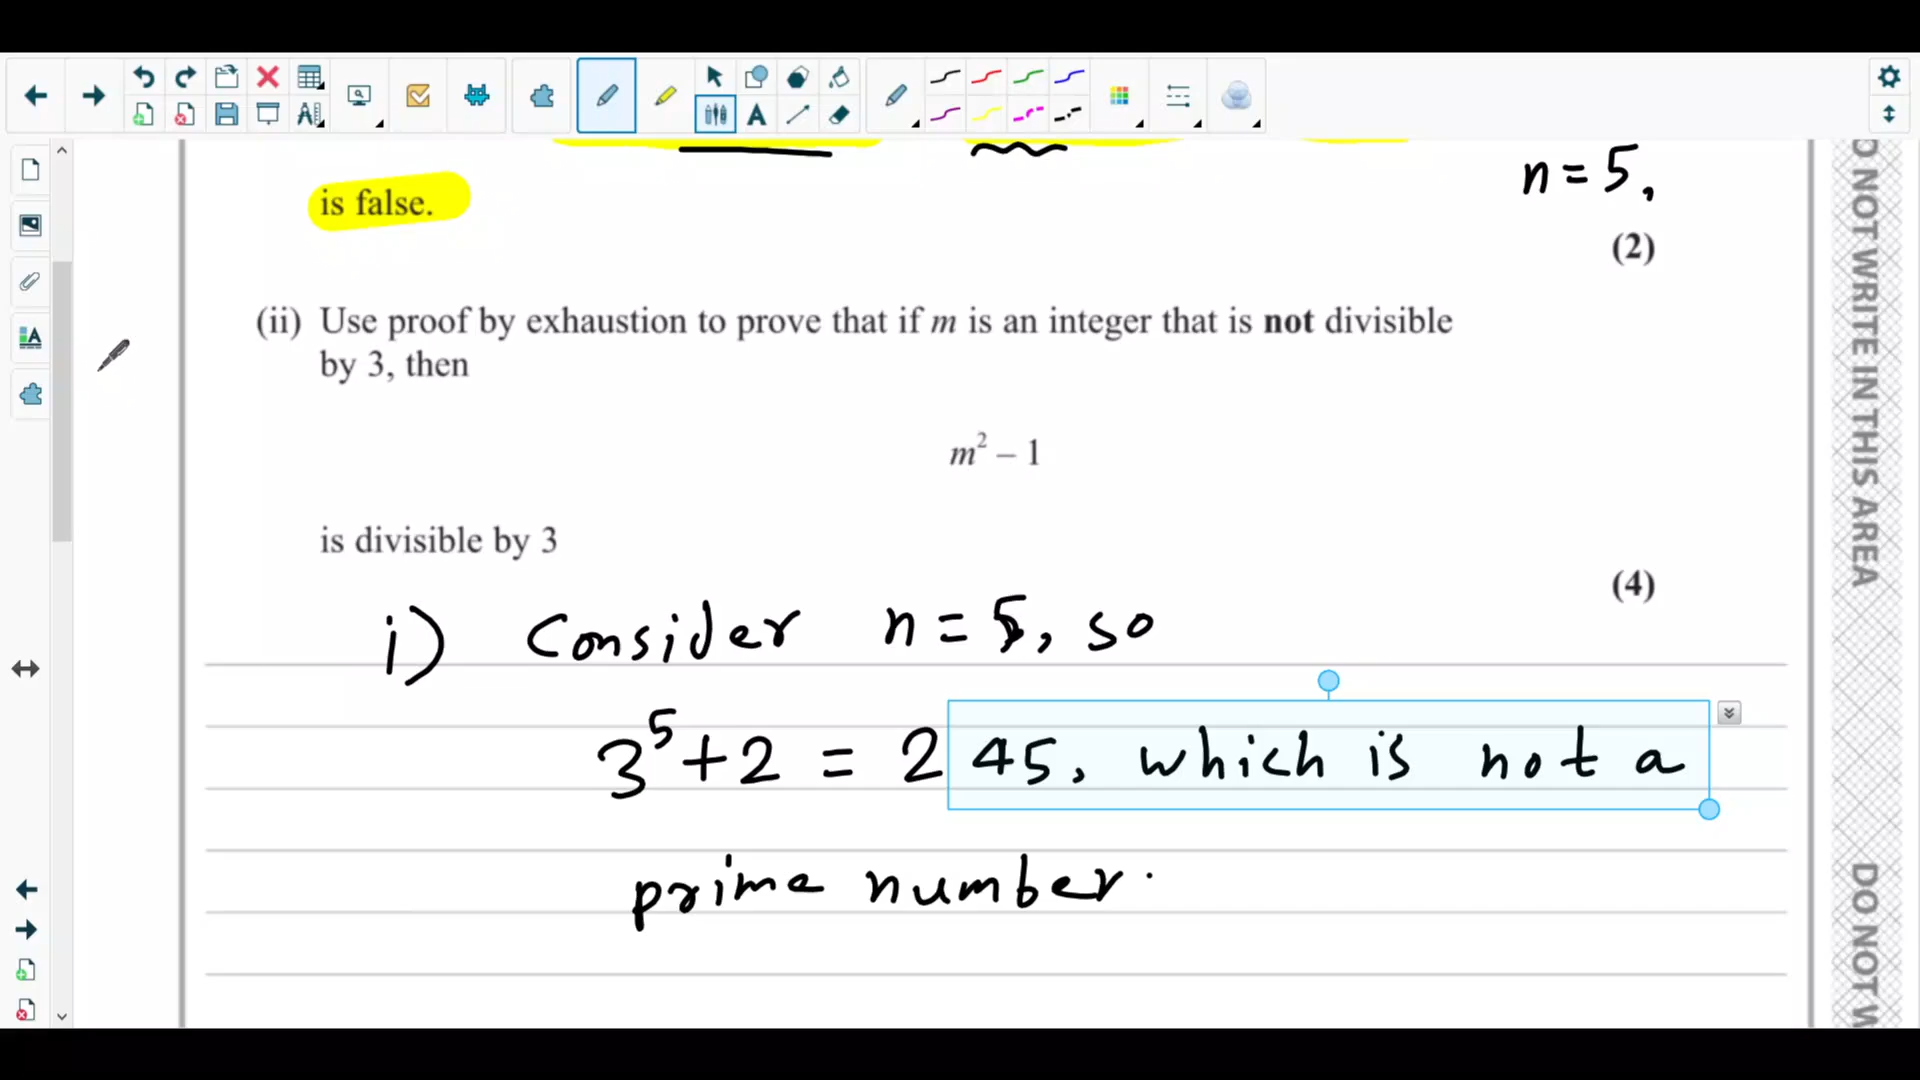 n = 5,
is false.
(2)
(ii) Use proof by exhaustion to prove that if m is an integer that is not divisible
by 3, then
m² – 1
is divisible by 3
(4)
i) Consider n = 5, so
3⁵ + 2 = 245, which is not a
prime number.
DO NOT WRITE IN THIS AREA
DO NOT W